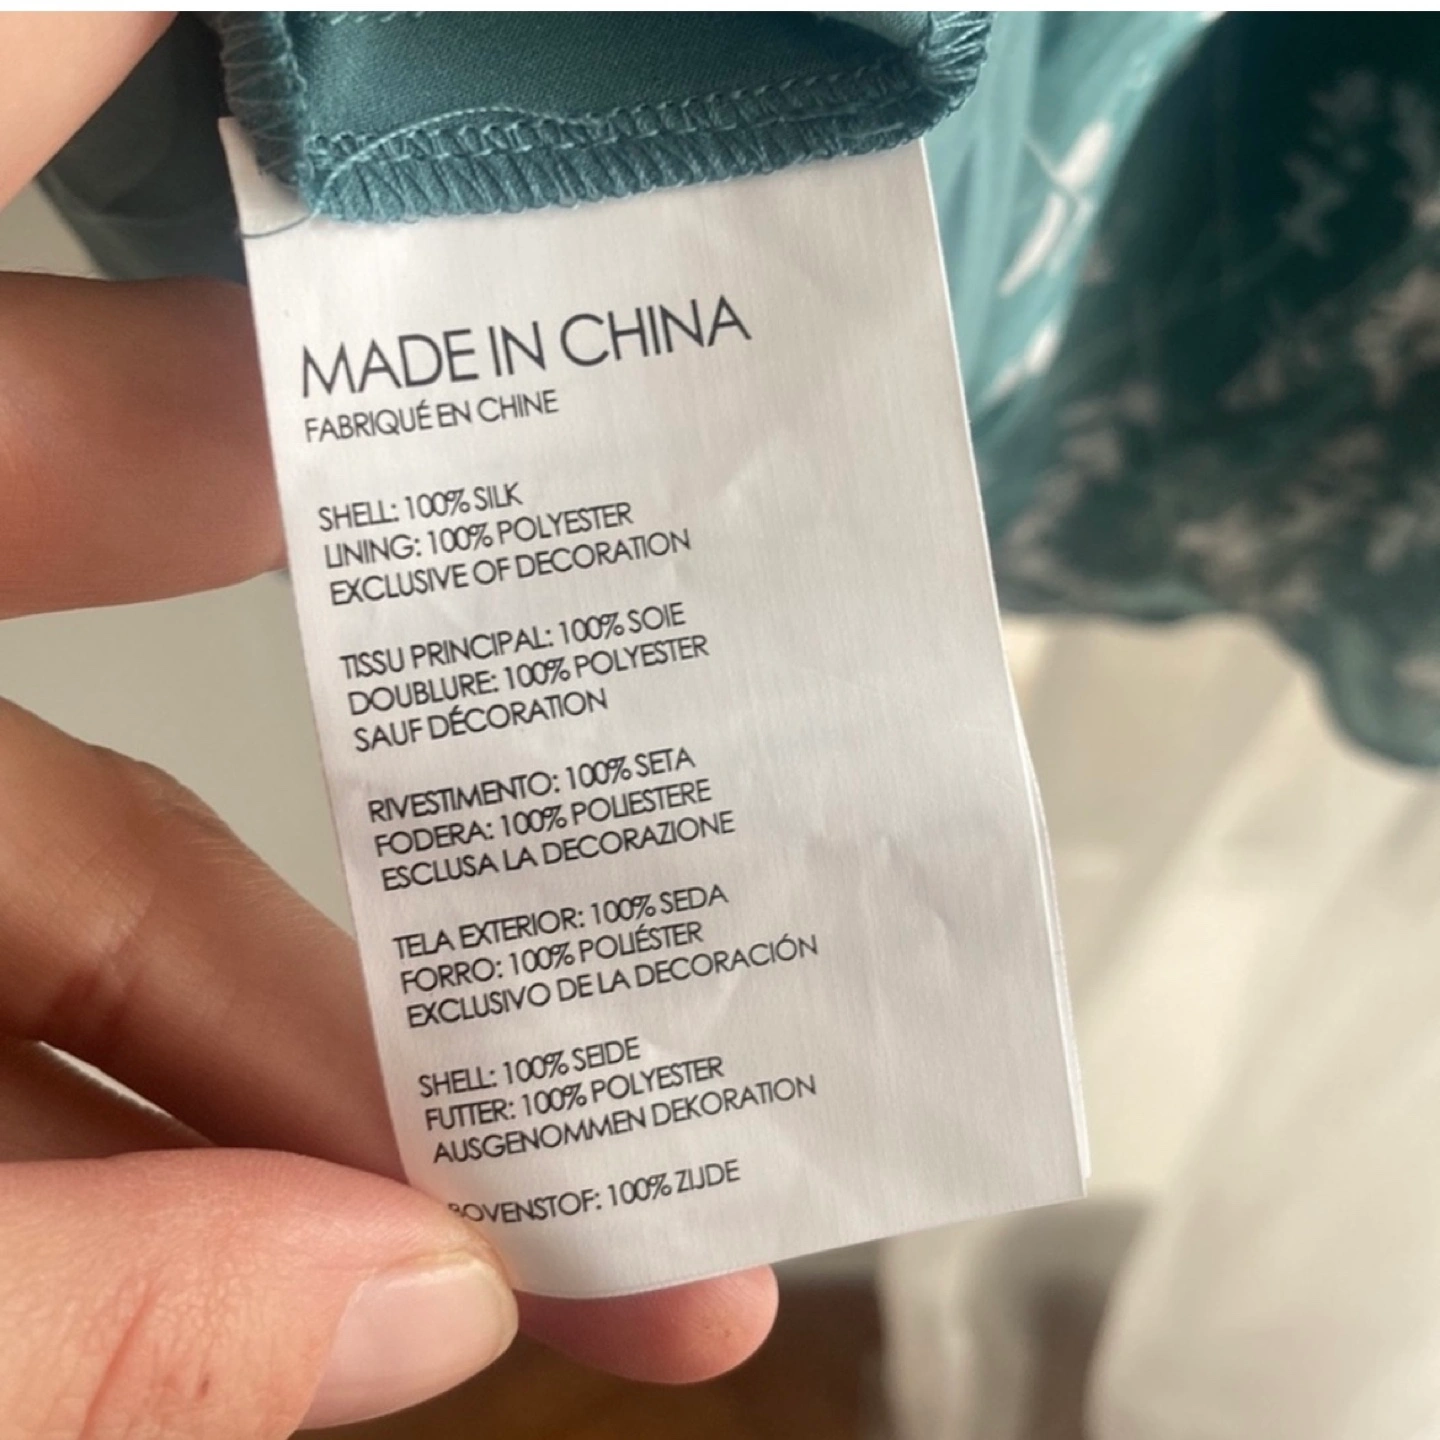 MADE IN CHINA
FABRIQUÉ EN CHINE
SHELL: 100% SILK
LINING: 100% POLYESTER
EXCLUSIVE OF DECORATION
TISSU PRINCIPAL: 100% SOIE
DOUBLURE: 100% POLYESTER
SAUF DÉCORATION
RIVESTIMENTO: 100% SETA
FODERA: 100% POLIESTERE
ESCLUSA LA DECORAZIONE
TELA EXTERIOR: 100% SEDA
FORRO: 100% POLIÉSTER
EXCLUSIVO DE LA DECORACIÓN
SHELL: 100% SEIDE
FUTTER: 100% POLYESTER
AUSGENOMMEN DEKORATION
BOVENSTOF: 100% ZIJDE